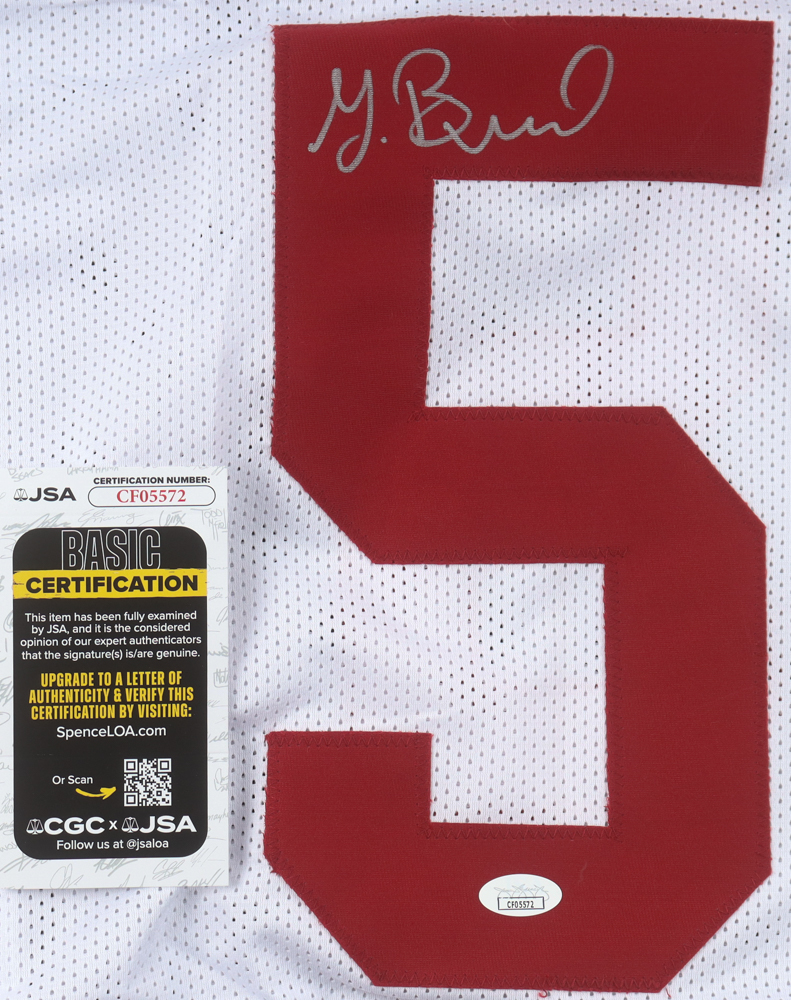 JSA
CERTIFICATION NUMBER:
CF05572
BASIC
CERTIFICATION
This item has been fully examined
by JSA, and it is the considered
opinion of our expert authenticators
that the signature(s) is/are genuine.
UPGRADE TO A LETTER OF
AUTHENTICITY & VERIFY THIS
CERTIFICATION BY VISITING:
SpenceLOA.com
Or Scan
CGC x JSA
Follow us at @jsaloa
5
CF05572